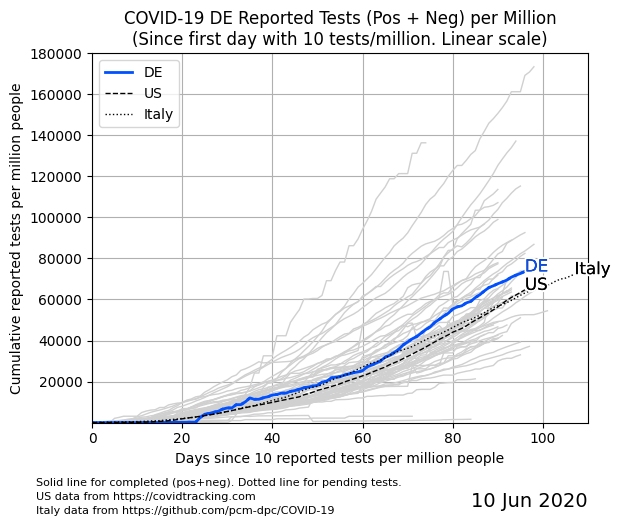 COVID-19 DE Reported Tests (Pos + Neg) per Million
(Since first day with 10 tests/million. Linear scale)
Cumulative reported tests per million people
180000
160000
140000
120000
100000
80000
60000
40000
20000
DE
US
Italy
DE
Italy
US
0 20 40 60 80 100
Days since 10 reported tests per million people
Solid line for completed (pos+neg). Dotted line for pending tests.
US data from https://covidtracking.com
Italy data from https://github.com/pcm-dpc/COVID-19
10 Jun 2020